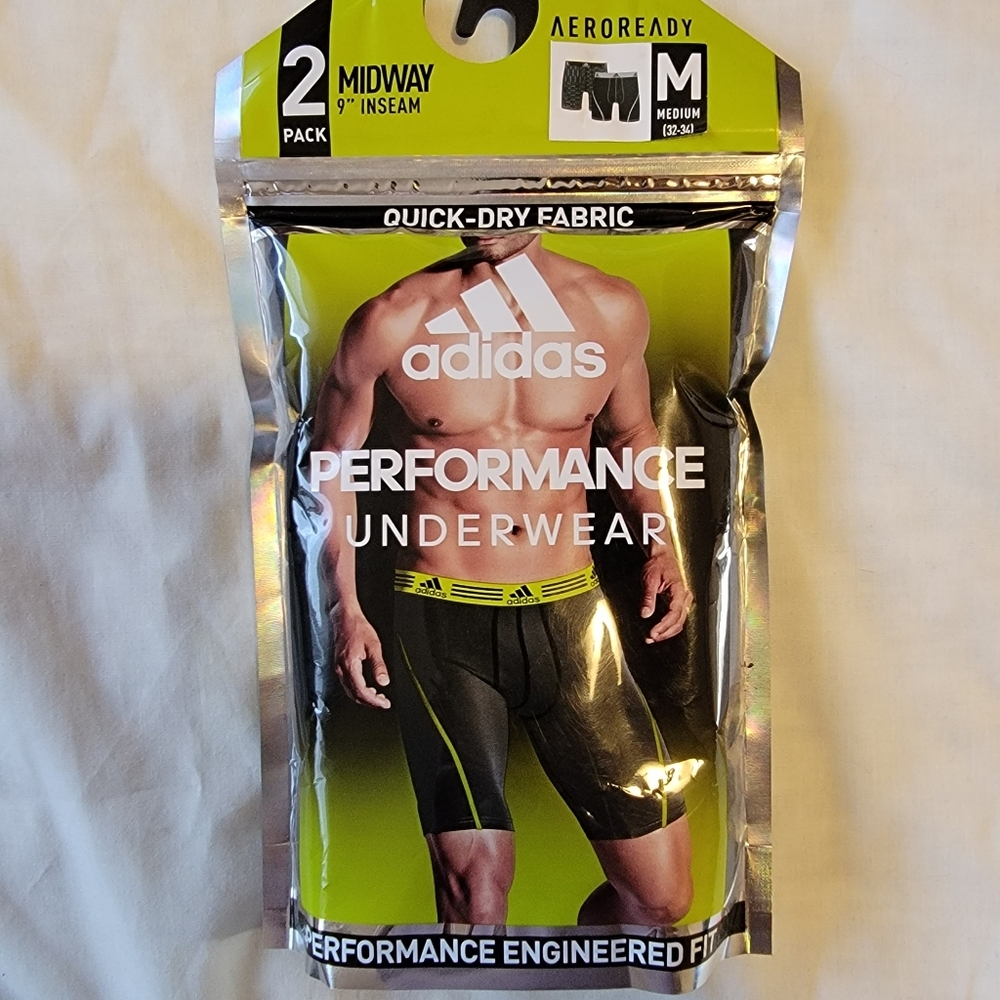 AEROREADY
2
PACK
MIDWAY
9” INSEAM
M
MEDIUM
(32-34)
QUICK-DRY FABRIC
adidas
PERFORMANCE
UNDERWEAR
adidas
adidas
PERFORMANCE ENGINEERED FIT